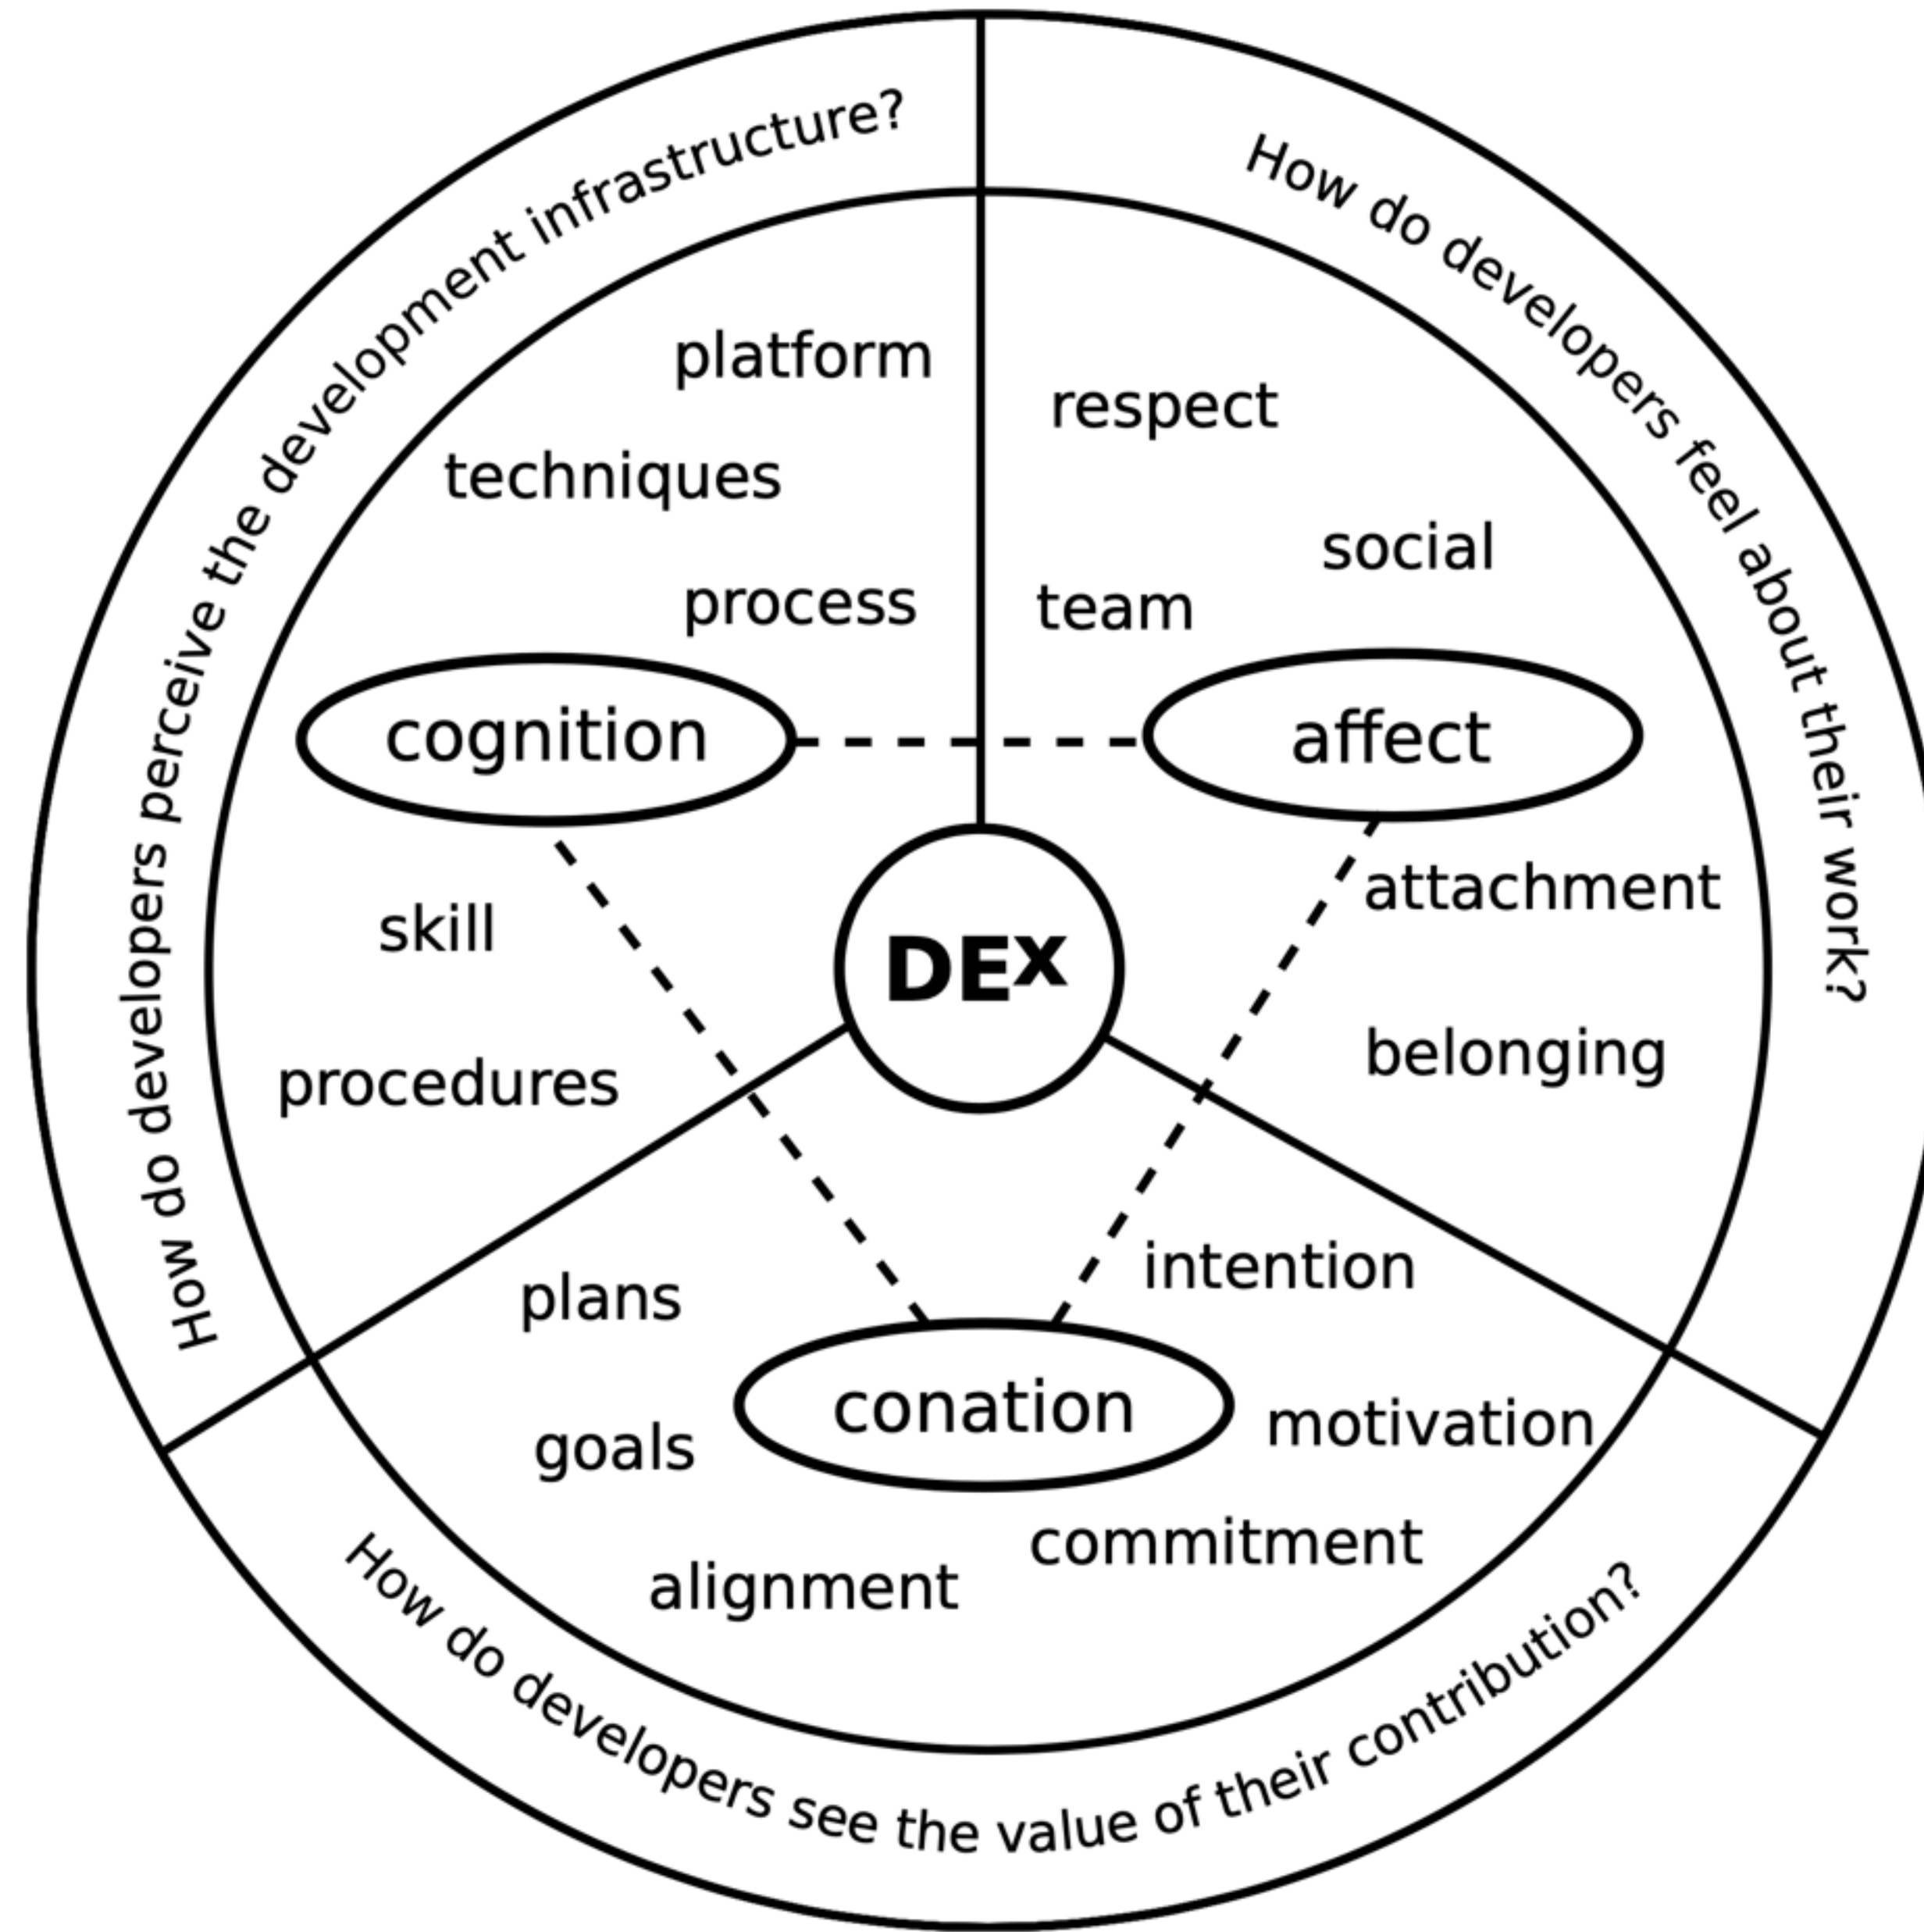 How do developers perceive the development infrastructure?
How do developers feel about their work?
platform
respect
techniques
social
process
team
cognition
affect
skill
DEx
attachment
procedures
belonging
plans
intention
conation
goals
motivation
alignment
commitment
How do developers see the value of their contribution?